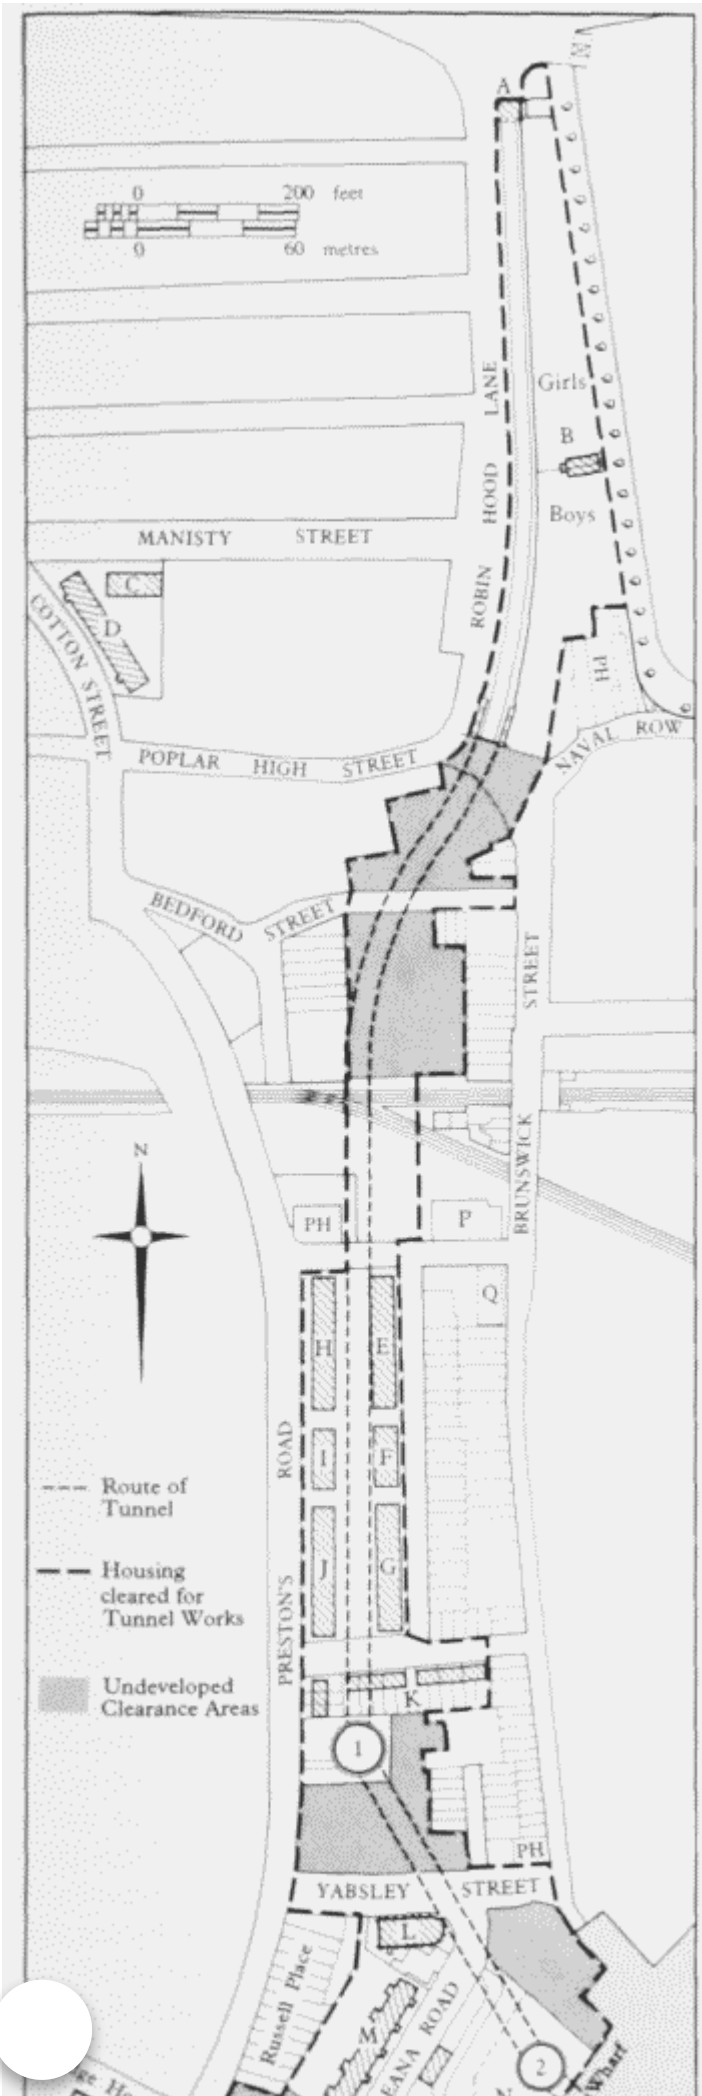 A
0 200 feet
0 60 metres
Girls
B
Boys
ROBIN HOOD LANE
MANISTY STREET
C
D
COTTON STREET
PH
NAVAL ROW
POPLAR HIGH STREET
BEDFORD STREET
BRUNSWICK STREET
N
PH
P
Q
H
E
I
F
J
G
PRESTON'S ROAD
Route of
Tunnel
Housing
cleared for
Tunnel Works
Undeveloped
Clearance Areas
K
1
PH
YABSLEY STREET
L
Russell Place
M
EANA ROAD
2
Wharf